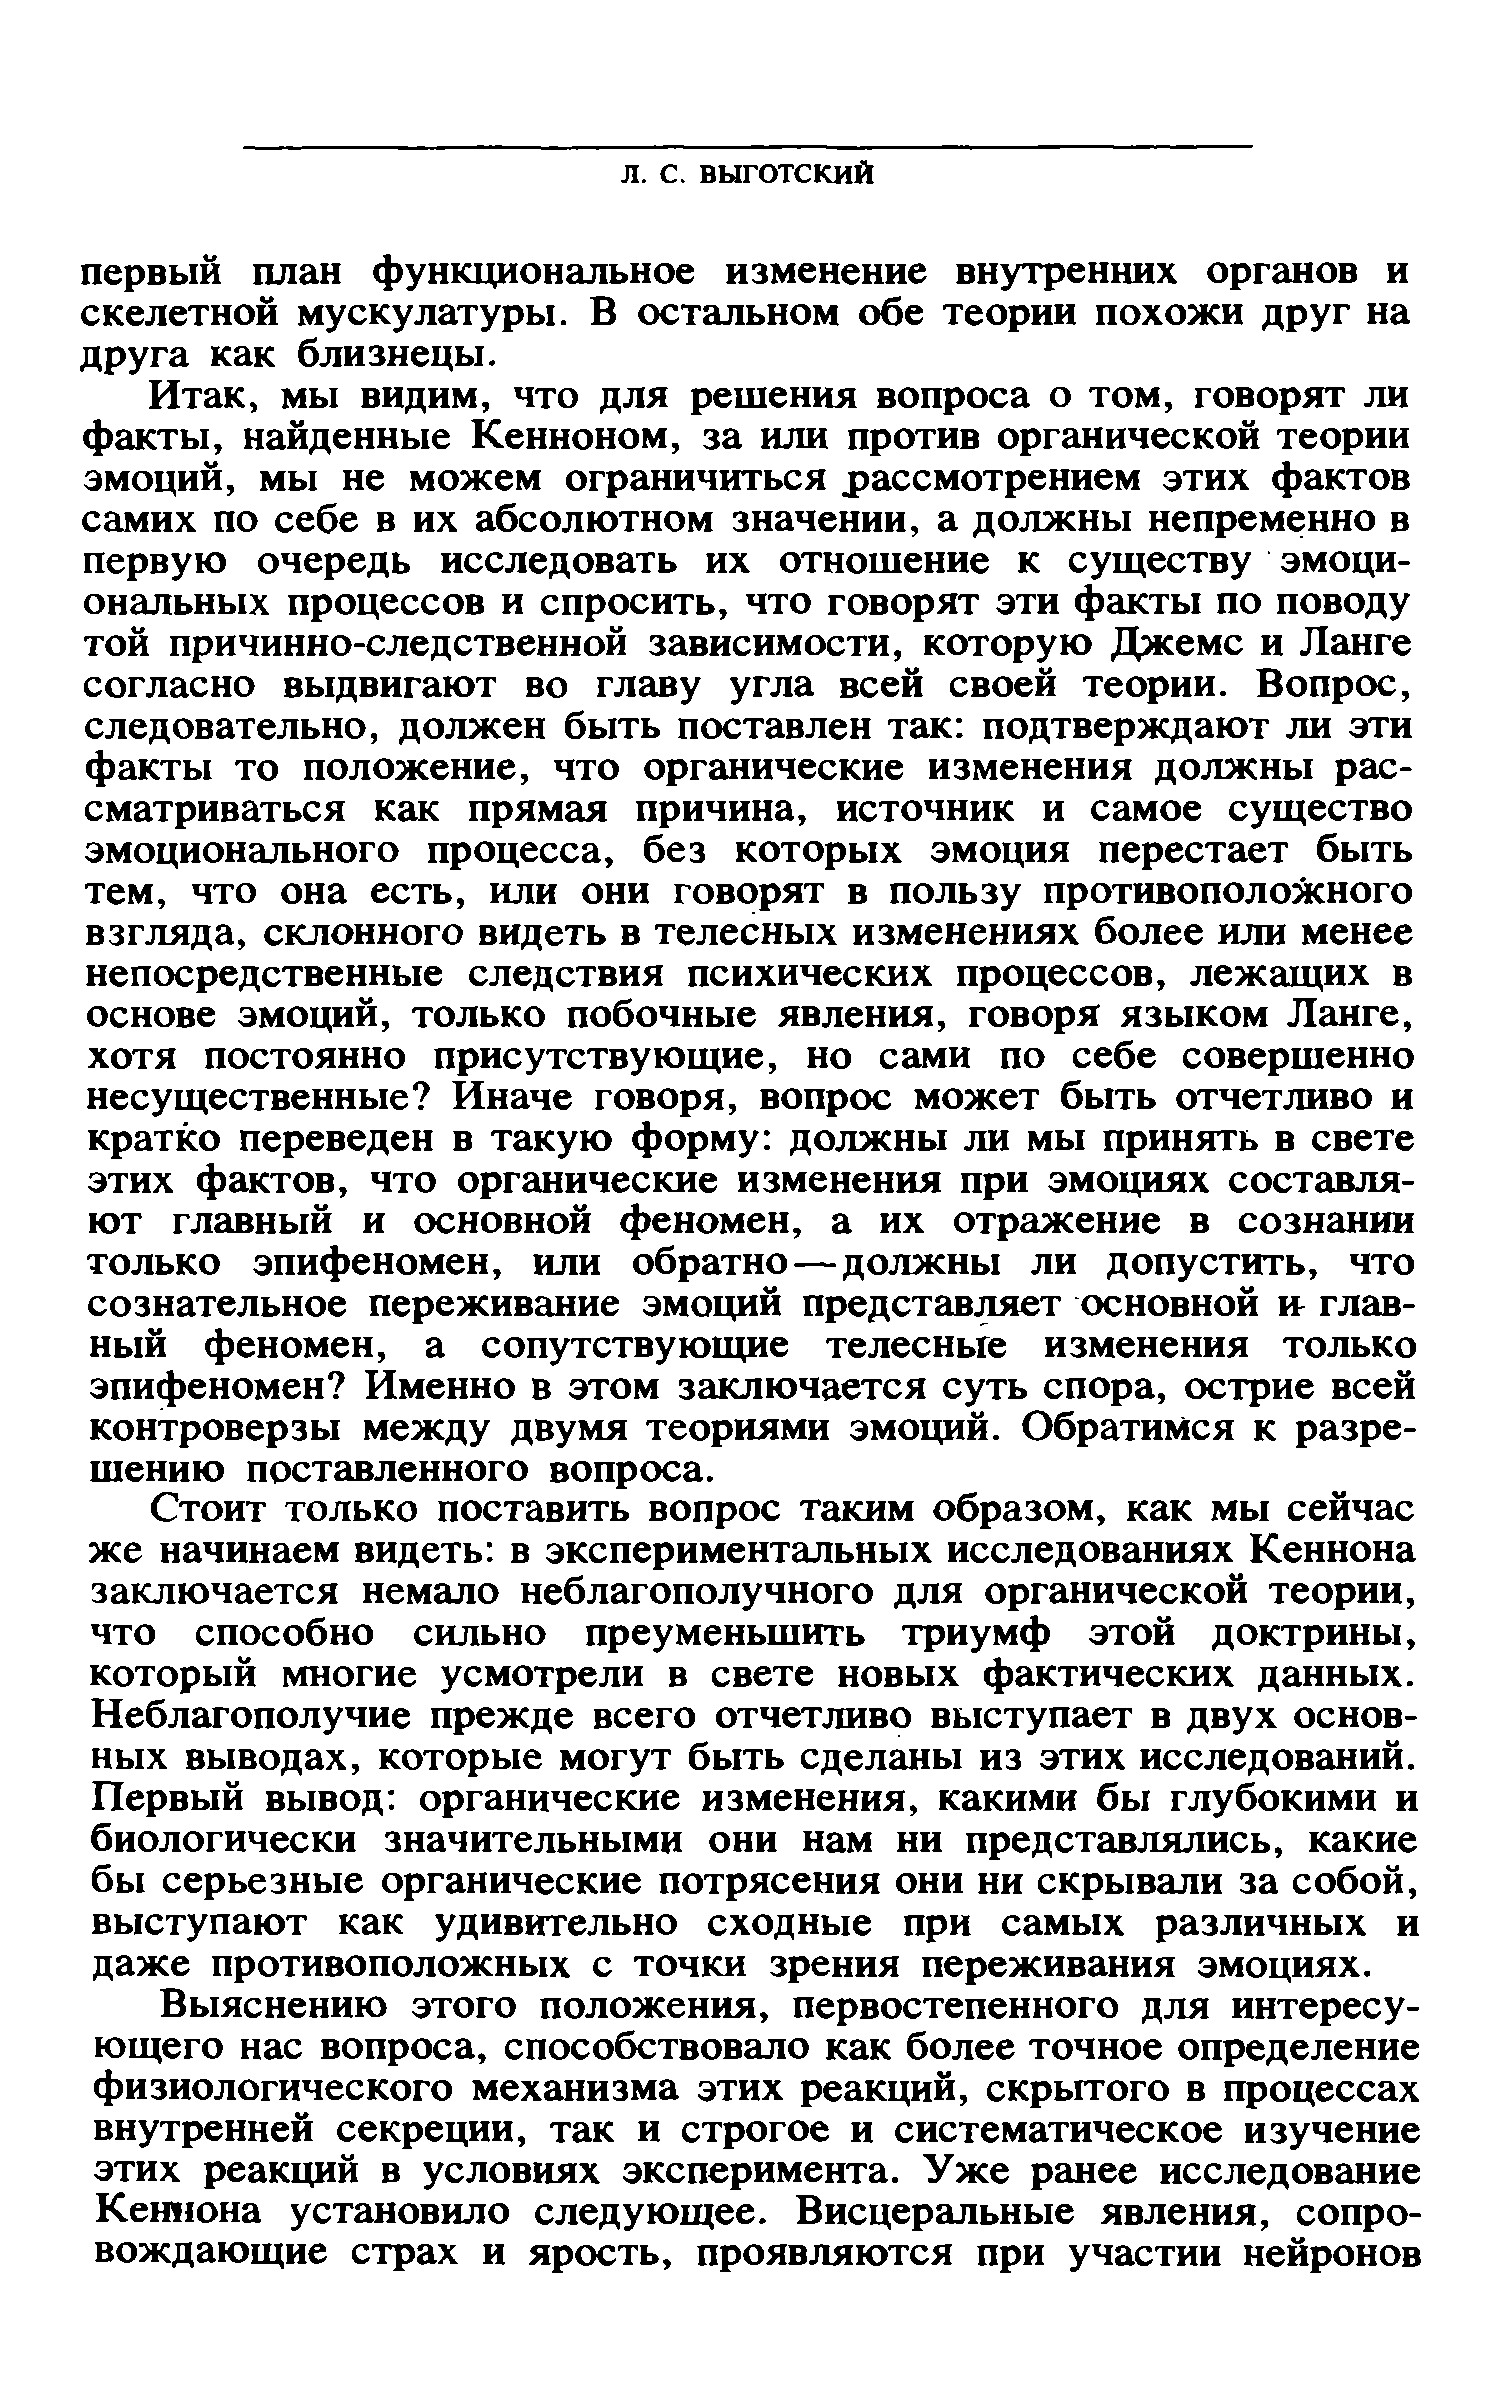 Л. С. ВЫГОТСКИЙ
первый план функциональное изменение внутренних органов и
скелетной мускулатуры. В остальном обе теории похожи друг на
друга как близнецы.
Итак, мы видим, что для решения вопроса о том, говорят ли
факты, найденные Кенноном, за или против органической теории
эмоций, мы не можем ограничиться рассмотрением этих фактов
самих по себе в их абсолютном значении, а должны непременно в
первую очередь исследовать их отношение к существу эмоци-
ональных процессов и спросить, что говорят эти факты по поводу
той причинно-следственной зависимости, которую Джемс и Ланге
согласно выдвигают во главу угла всей своей теории. Вопрос,
следовательно, должен быть поставлен так: подтверждают ли эти
факты то положение, что органические изменения должны рас-
сматриваться как прямая причина, источник и самое существо
эмоционального процесса, без которых эмоция перестает быть
тем, что она есть, или они говорят в пользу противоположного
взгляда, склонного видеть в телесных изменениях более или менее
непосредственные следствия психических процессов, лежащих в
основе эмоций, только побочные явления, говоря языком Ланге,
хотя постоянно присутствующие, но сами по себе совершенно
несущественные? Иначе говоря, вопрос может быть отчетливо и
кратко переведен в такую форму: должны ли мы принять в свете
этих фактов, что органические изменения при эмоциях составля-
ют главный и основной феномен, а их отражение в сознании
только эпифеномен, или обратно—должны ли допустить, что
сознательное переживание эмоций представляет основной и глав-
ный феномен, а сопутствующие телесные изменения только
эпифеномен? Именно в этом заключается суть спора, острие всей
контроверзы между двумя теориями эмоций. Обратимся к разре-
шению поставленного вопроса.
Стоит только поставить вопрос таким образом, как мы сейчас
же начинаем видеть: в экспериментальных исследованиях Кеннона
заключается немало неблагополучного для органической теории,
что способно сильно преуменьшить триумф этой доктрины,
который многие усмотрели в свете новых фактических данных.
Неблагополучие прежде всего отчетливо выступает в двух основ-
ных выводах, которые могут быть сделаны из этих исследований.
Первый вывод: органические изменения, какими бы глубокими и
биологически значительными они нам ни представлялись, какие
бы серьезные органические потрясения они ни скрывали за собой,
выступают как удивительно сходные при самых различных и
даже противоположных с точки зрения переживания эмоциях.
Выяснению этого положения, первостепенного для интересу-
ющего нас вопроса, способствовало как более точное определение
физиологического механизма этих реакций, скрытого в процессах
внутренней секреции, так и строгое и систематическое изучение
этих реакций в условиях эксперимента. Уже ранее исследование
Кеннона установило следующее. Висцеральные явления, сопро-
вождающие страх и ярость, проявляются при участии нейронов